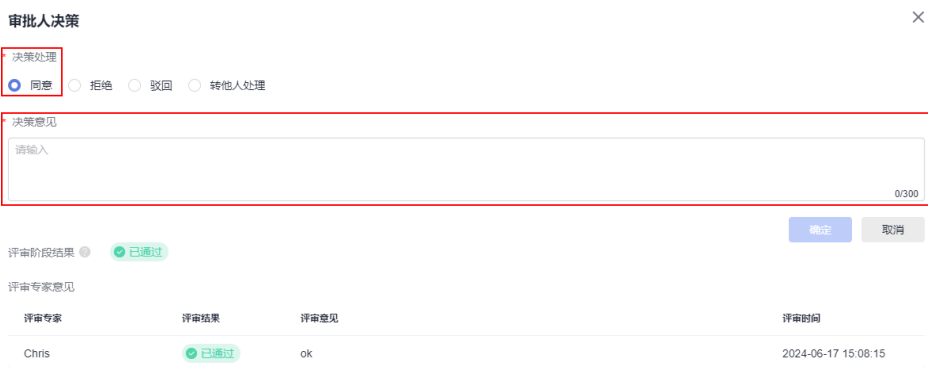 审批人决策
* 决策处理
同意 拒绝 驳回 转他人处理
* 决策意见
请输入
0/300
确定 取消
评审阶段结果 ? 已通过
评审专家意见
评审专家 评审结果 评审意见 评审时间
Chris 已通过 ok 2024-06-17 15:08:15